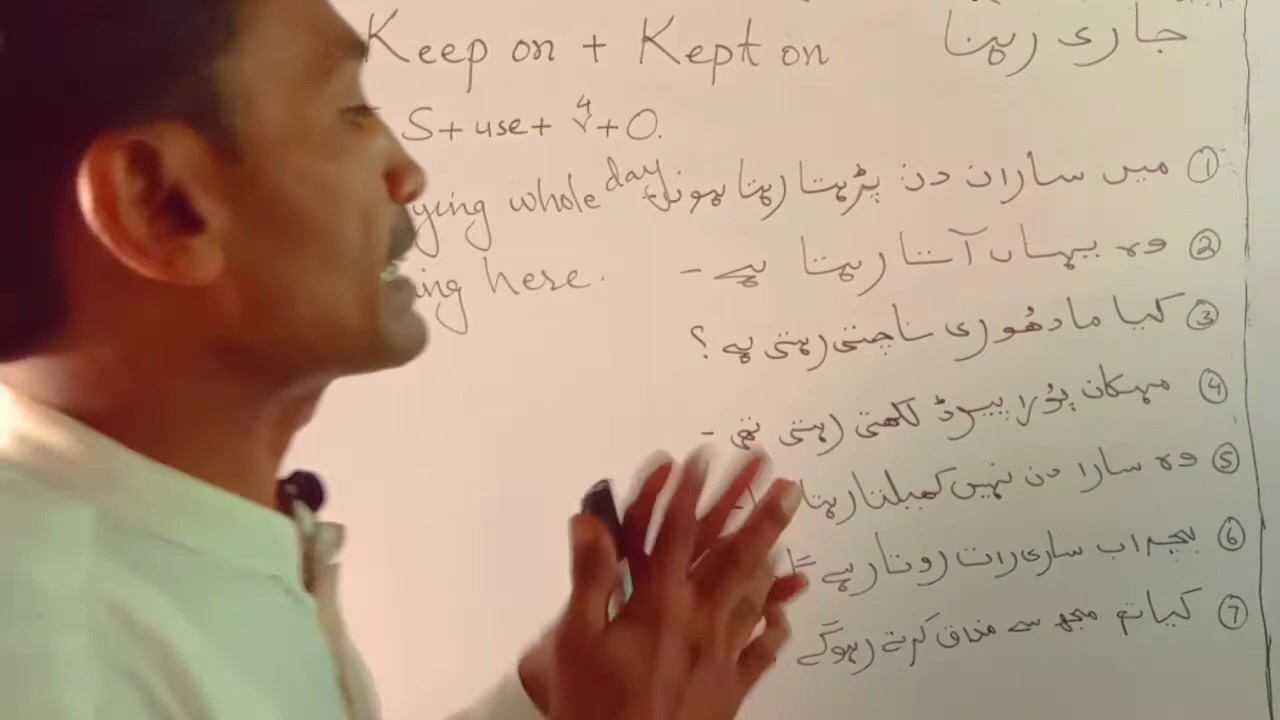 Keep on + Kept on جاری رہنا
S + use + V4 + O.
ying whole day
ing here.
① میں سارا دن پڑھتا رہتا ہوں
② وہ یہاں آتا رہتا ہے۔
③ کیا مادھوری ناچتی رہتی ہے؟
④ مہکان پورا پیریڈ لکھتی رہتی تھی۔
⑤ وہ سارا دن نہیں کھیلتا رہتا
⑥ بچہ اب ساری رات روتا رہے گا
⑦ کیا تم مجھ سے مذاق کرتے رہوگے